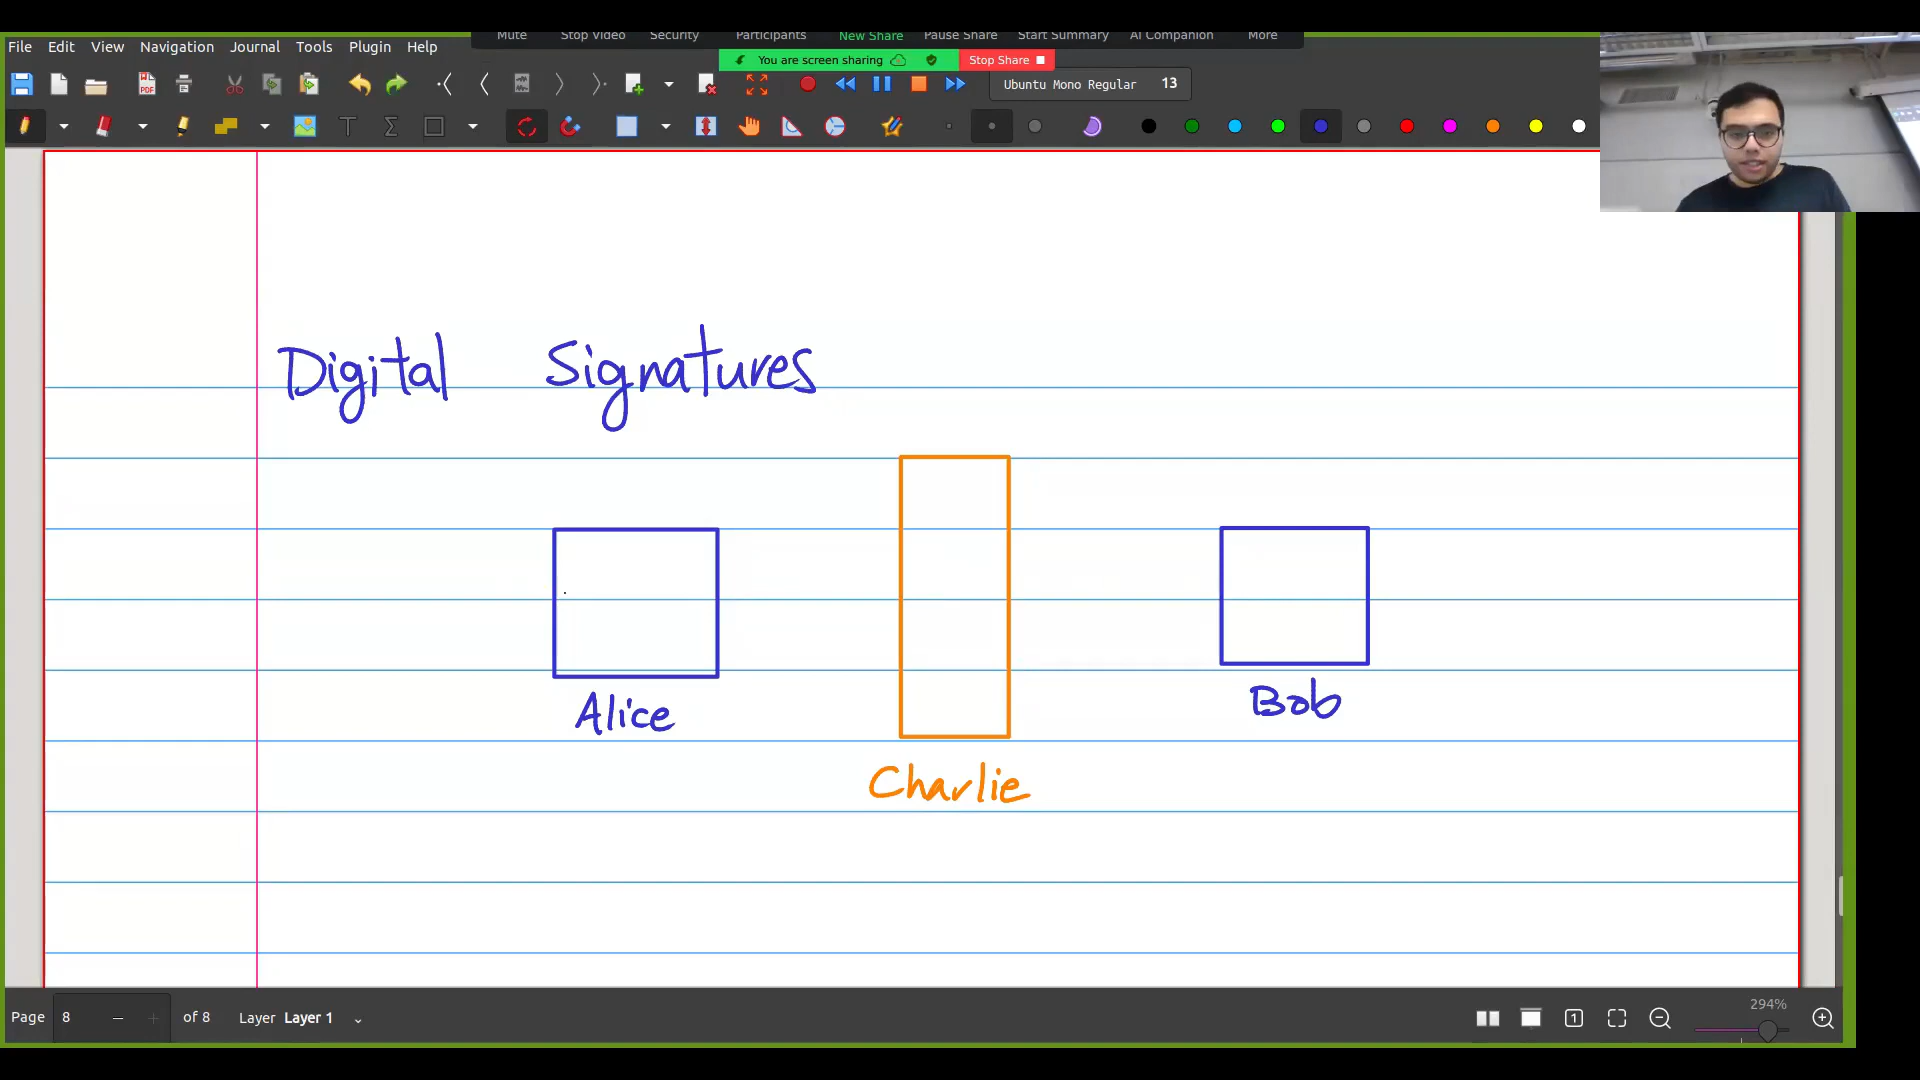 Mute Stop Video Security Participants New Share Pause Share Start Summary AI Companion More
File Edit View Navigation Journal Tools Plugin Help
You are screen sharing Stop Share
PDF Ubuntu Mono Regular 13
T Σ
Digital Signatures
Alice
Bob
Charlie
Page 8 of 8 Layer Layer 1
1
294%